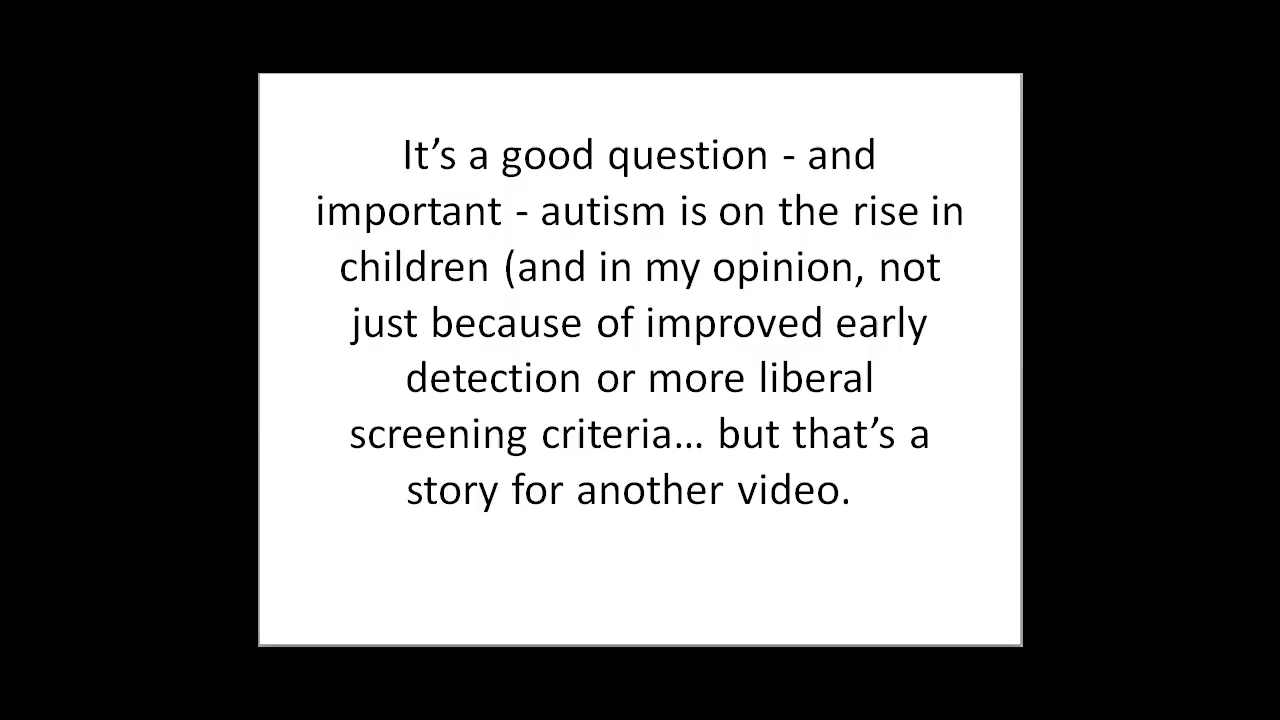 It’s a good question - and
important - autism is on the rise in
children (and in my opinion, not
just because of improved early
detection or more liberal
screening criteria… but that’s a
story for another video.